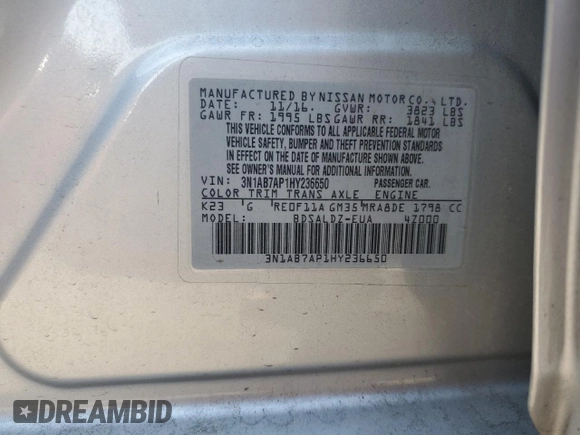 MANUFACTURED BY NISSAN MOTOR CO., LTD.
DATE: 11/16. GVWR: 3823 LBS
GAWR FR: 1995 LBS GAWR RR: 1841 LBS
THIS VEHICLE CONFORMS TO ALL APPLICABLE FEDERAL MOTOR
VEHICLE SAFETY, BUMPER AND THEFT PREVENTION STANDARDS
IN EFFECT ON THE DATE OF MANUFACTURE SHOWN ABOVE.
SEE OWNER'S MANUAL FOR ADDITIONAL INFORMATION.
VIN: 3N1AB7AP1HY236650 PASSENGER CAR.
COLOR TRIM TRANS AXLE ENGINE
K23 G RE0F11A GM35 MRA8DE 1798 CC
MODEL: BDSALDZ-EUA 4Z000
3N1AB7AP1HY236650
DREAMBID